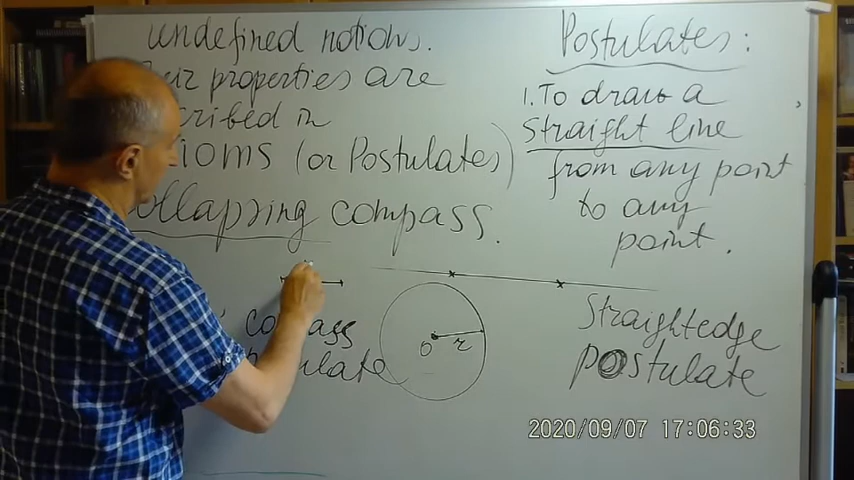 undefined notions.
properties are
in
(or Postulates)
collapsing compass.
compass
O r
Postulates:
1. To draw a
straight line
from any point
to any
point.
Straightedge
postulate
2020/09/07 17:06:33